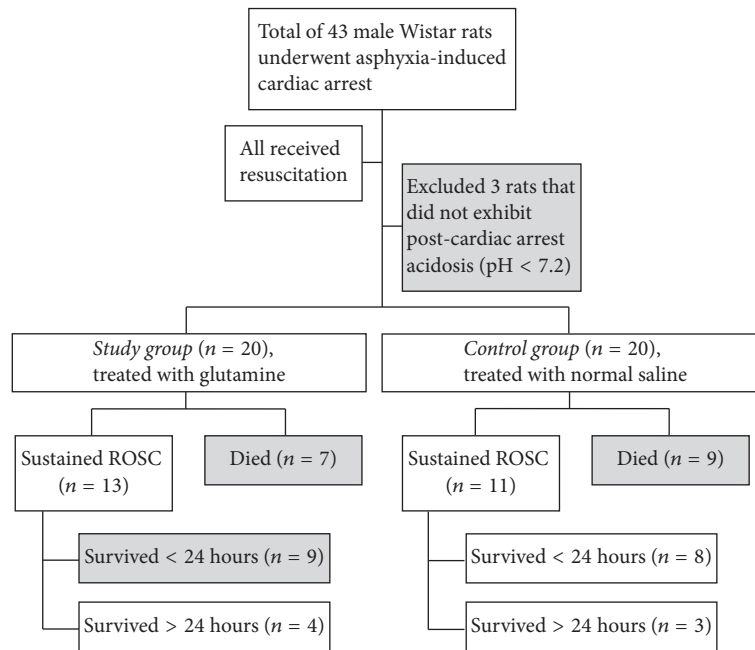 Total of 43 male Wistar rats
underwent asphyxia-induced
cardiac arrest
All received
resuscitation
Excluded 3 rats that
did not exhibit
post-cardiac arrest
acidosis (pH < 7.2)
Study group (n = 20),
treated with glutamine
Control group (n = 20),
treated with normal saline
Sustained ROSC
(n = 13)
Died (n = 7)
Sustained ROSC
(n = 11)
Died (n = 9)
Survived < 24 hours (n = 9)
Survived > 24 hours (n = 4)
Survived < 24 hours (n = 8)
Survived > 24 hours (n = 3)